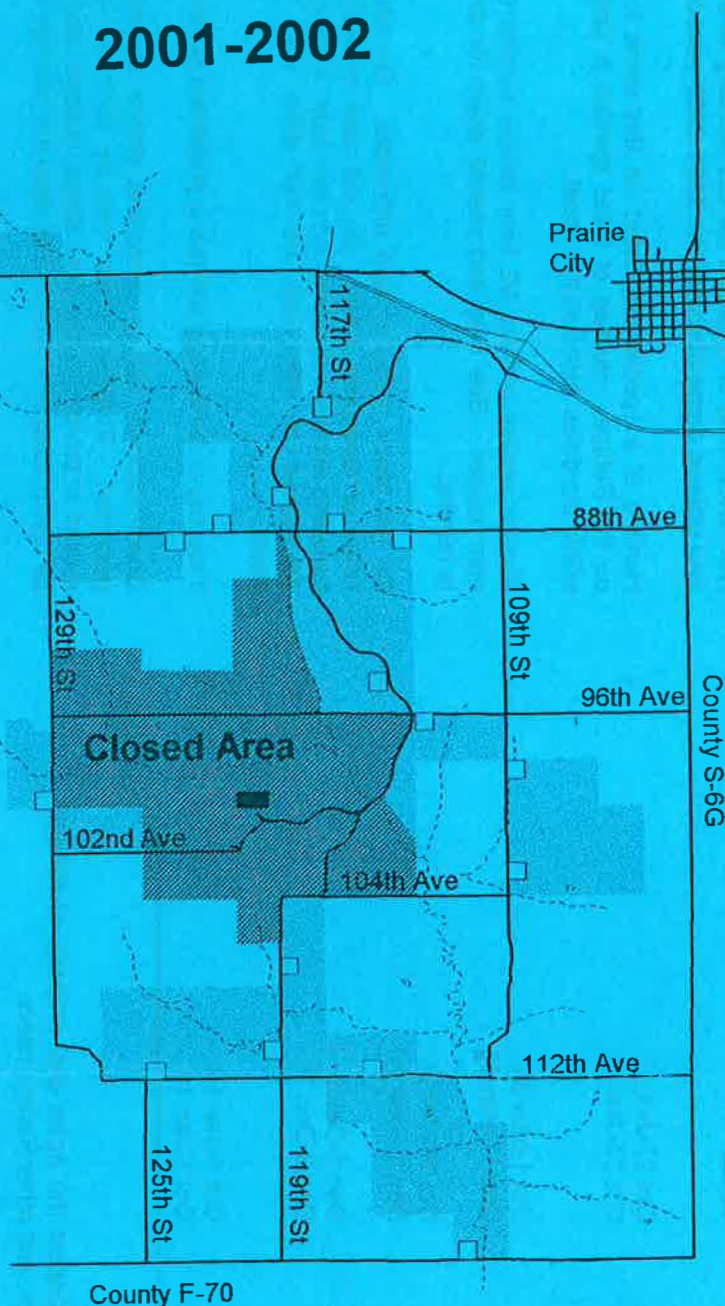 2001-2002
Prairie
City
117th St
88th Ave
129th St
109th St
96th Ave
County S-6G
Closed Area
102nd Ave
104th Ave
112th Ave
125th St
119th St
County F-70